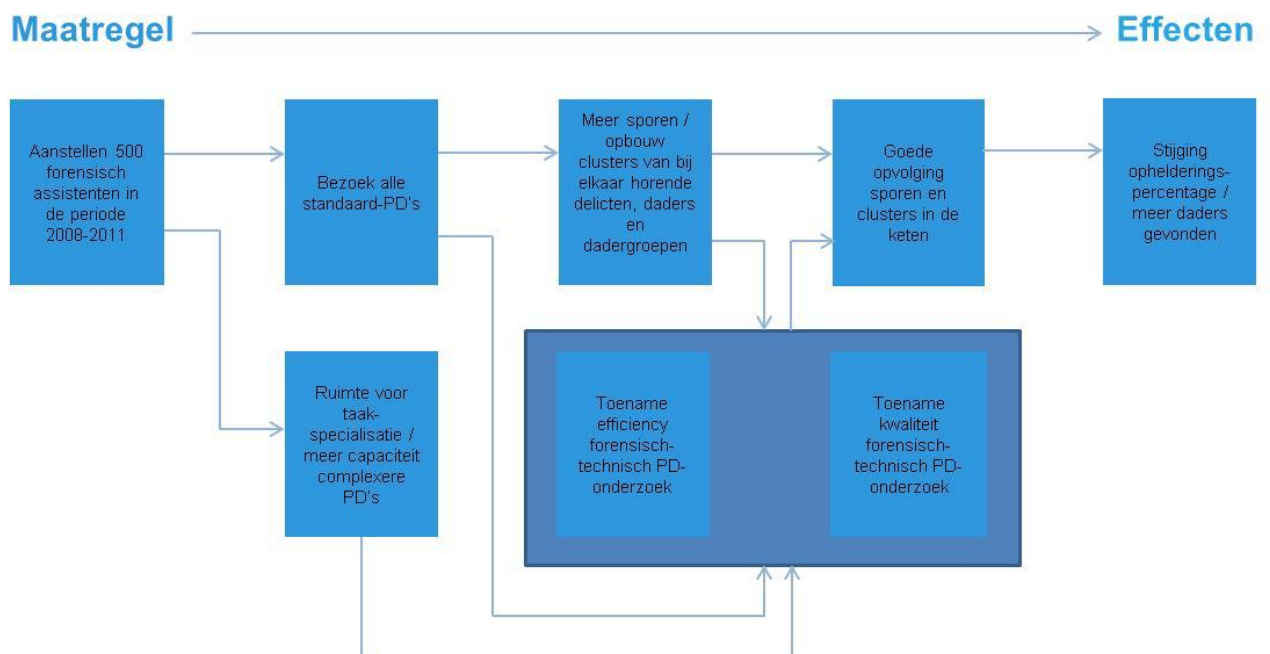 Maatregel
Effecten
Aanstellen 500
forensisch
assistenten in
de periode
2008-2011
Bezoek alle
standaard-PD's
Meer sporen /
opbouw
clusters van bij
elkaar horende
delicten, daders
en
dadergroepen
Goede
opvolging
sporen en
clusters in de
keten
Stijging
ophelderings-
percentage /
meer daders
gevonden
Ruimte voor
taak-
specialisatie /
meer capaciteit
complexere
PD's
Toename
efficiency
forensisch-
technisch PD-
onderzoek
Toename
kwaliteit
forensisch-
technisch PD-
onderzoek